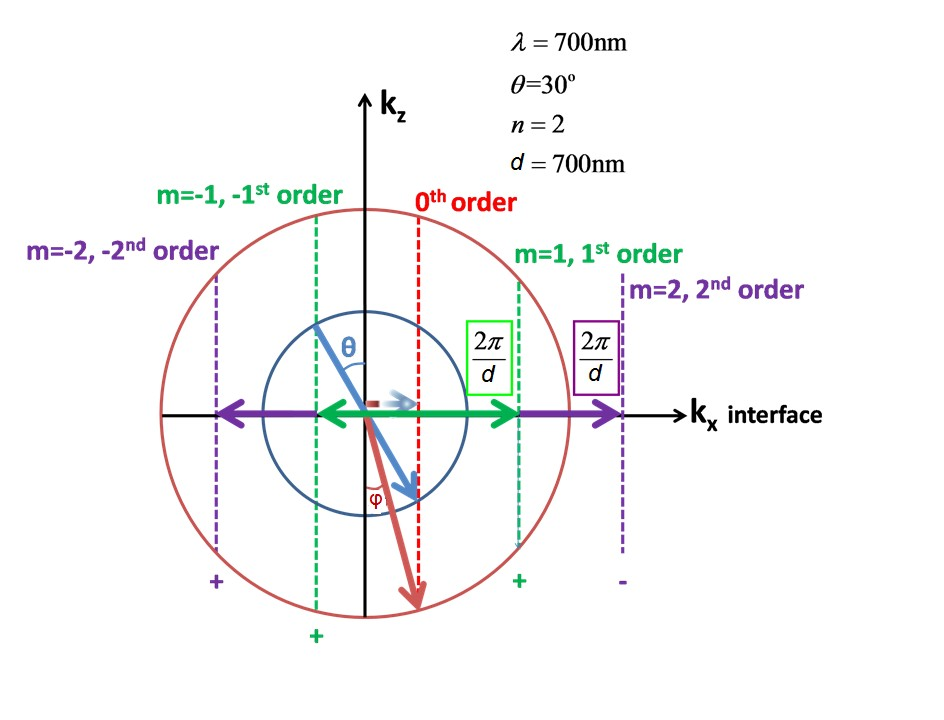 λ = 700nm
θ=30°
n = 2
d = 700nm
k_z
m=-1, -1st order
0th order
m=-2, -2nd order
m=1, 1st order
m=2, 2nd order
θ
2π
d
2π
d
k_x interface
φ
+
+
-
+